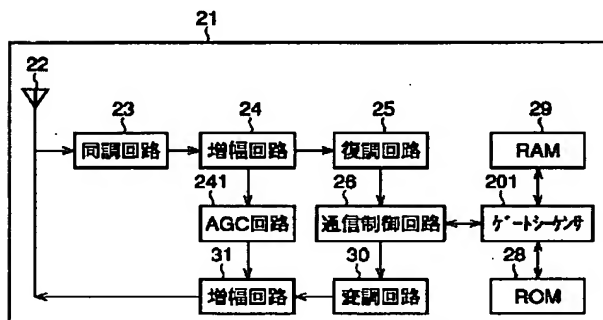 21
22
23
24
25
29
同調回路
増幅回路
復調回路
RAM
241
26
201
AGC回路
通信制御回路
ゲートシーケンサ
31
30
28
増幅回路
変調回路
ROM